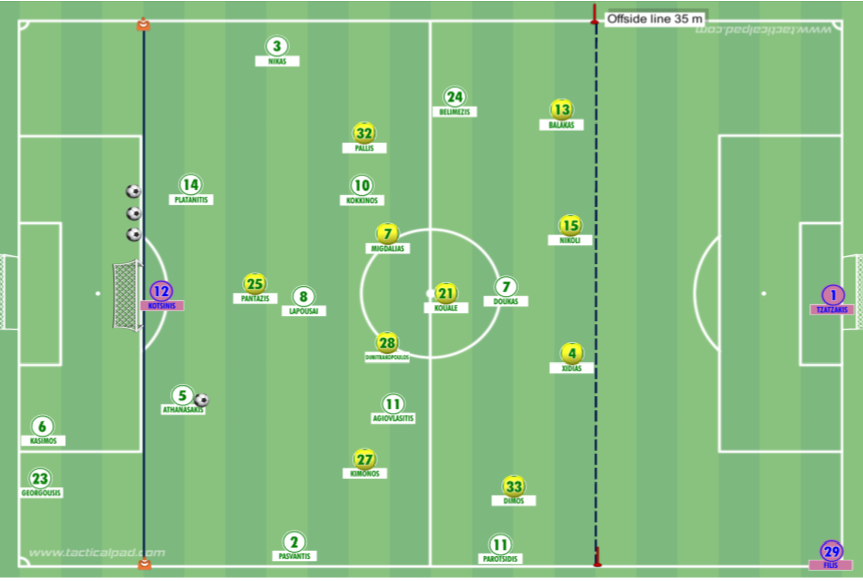 Offside line 35 m
www.tacticalpad.com
3
NIKAS
24
BELIMEZIS
13
BALAKAS
32
PALLIS
14
PLATANITIS
10
KOKKINOS
15
NIKOLI
7
MIGDALIAS
12
KOTSINIS
25
PANTAZIS
8
LAPOUSAI
21
KOUALE
7
DOUKAS
1
TZATZAKIS
28
DIMITRAKOPOULOS
4
XIDIAS
5
ATHANASAKIS
11
AGIOVLASITIS
6
KASIMOS
27
KIMONOS
23
GEORGOUSIS
33
DIMOS
2
PASVANTIS
11
PAROTSIDIS
29
FILIS
www.tacticalpad.com